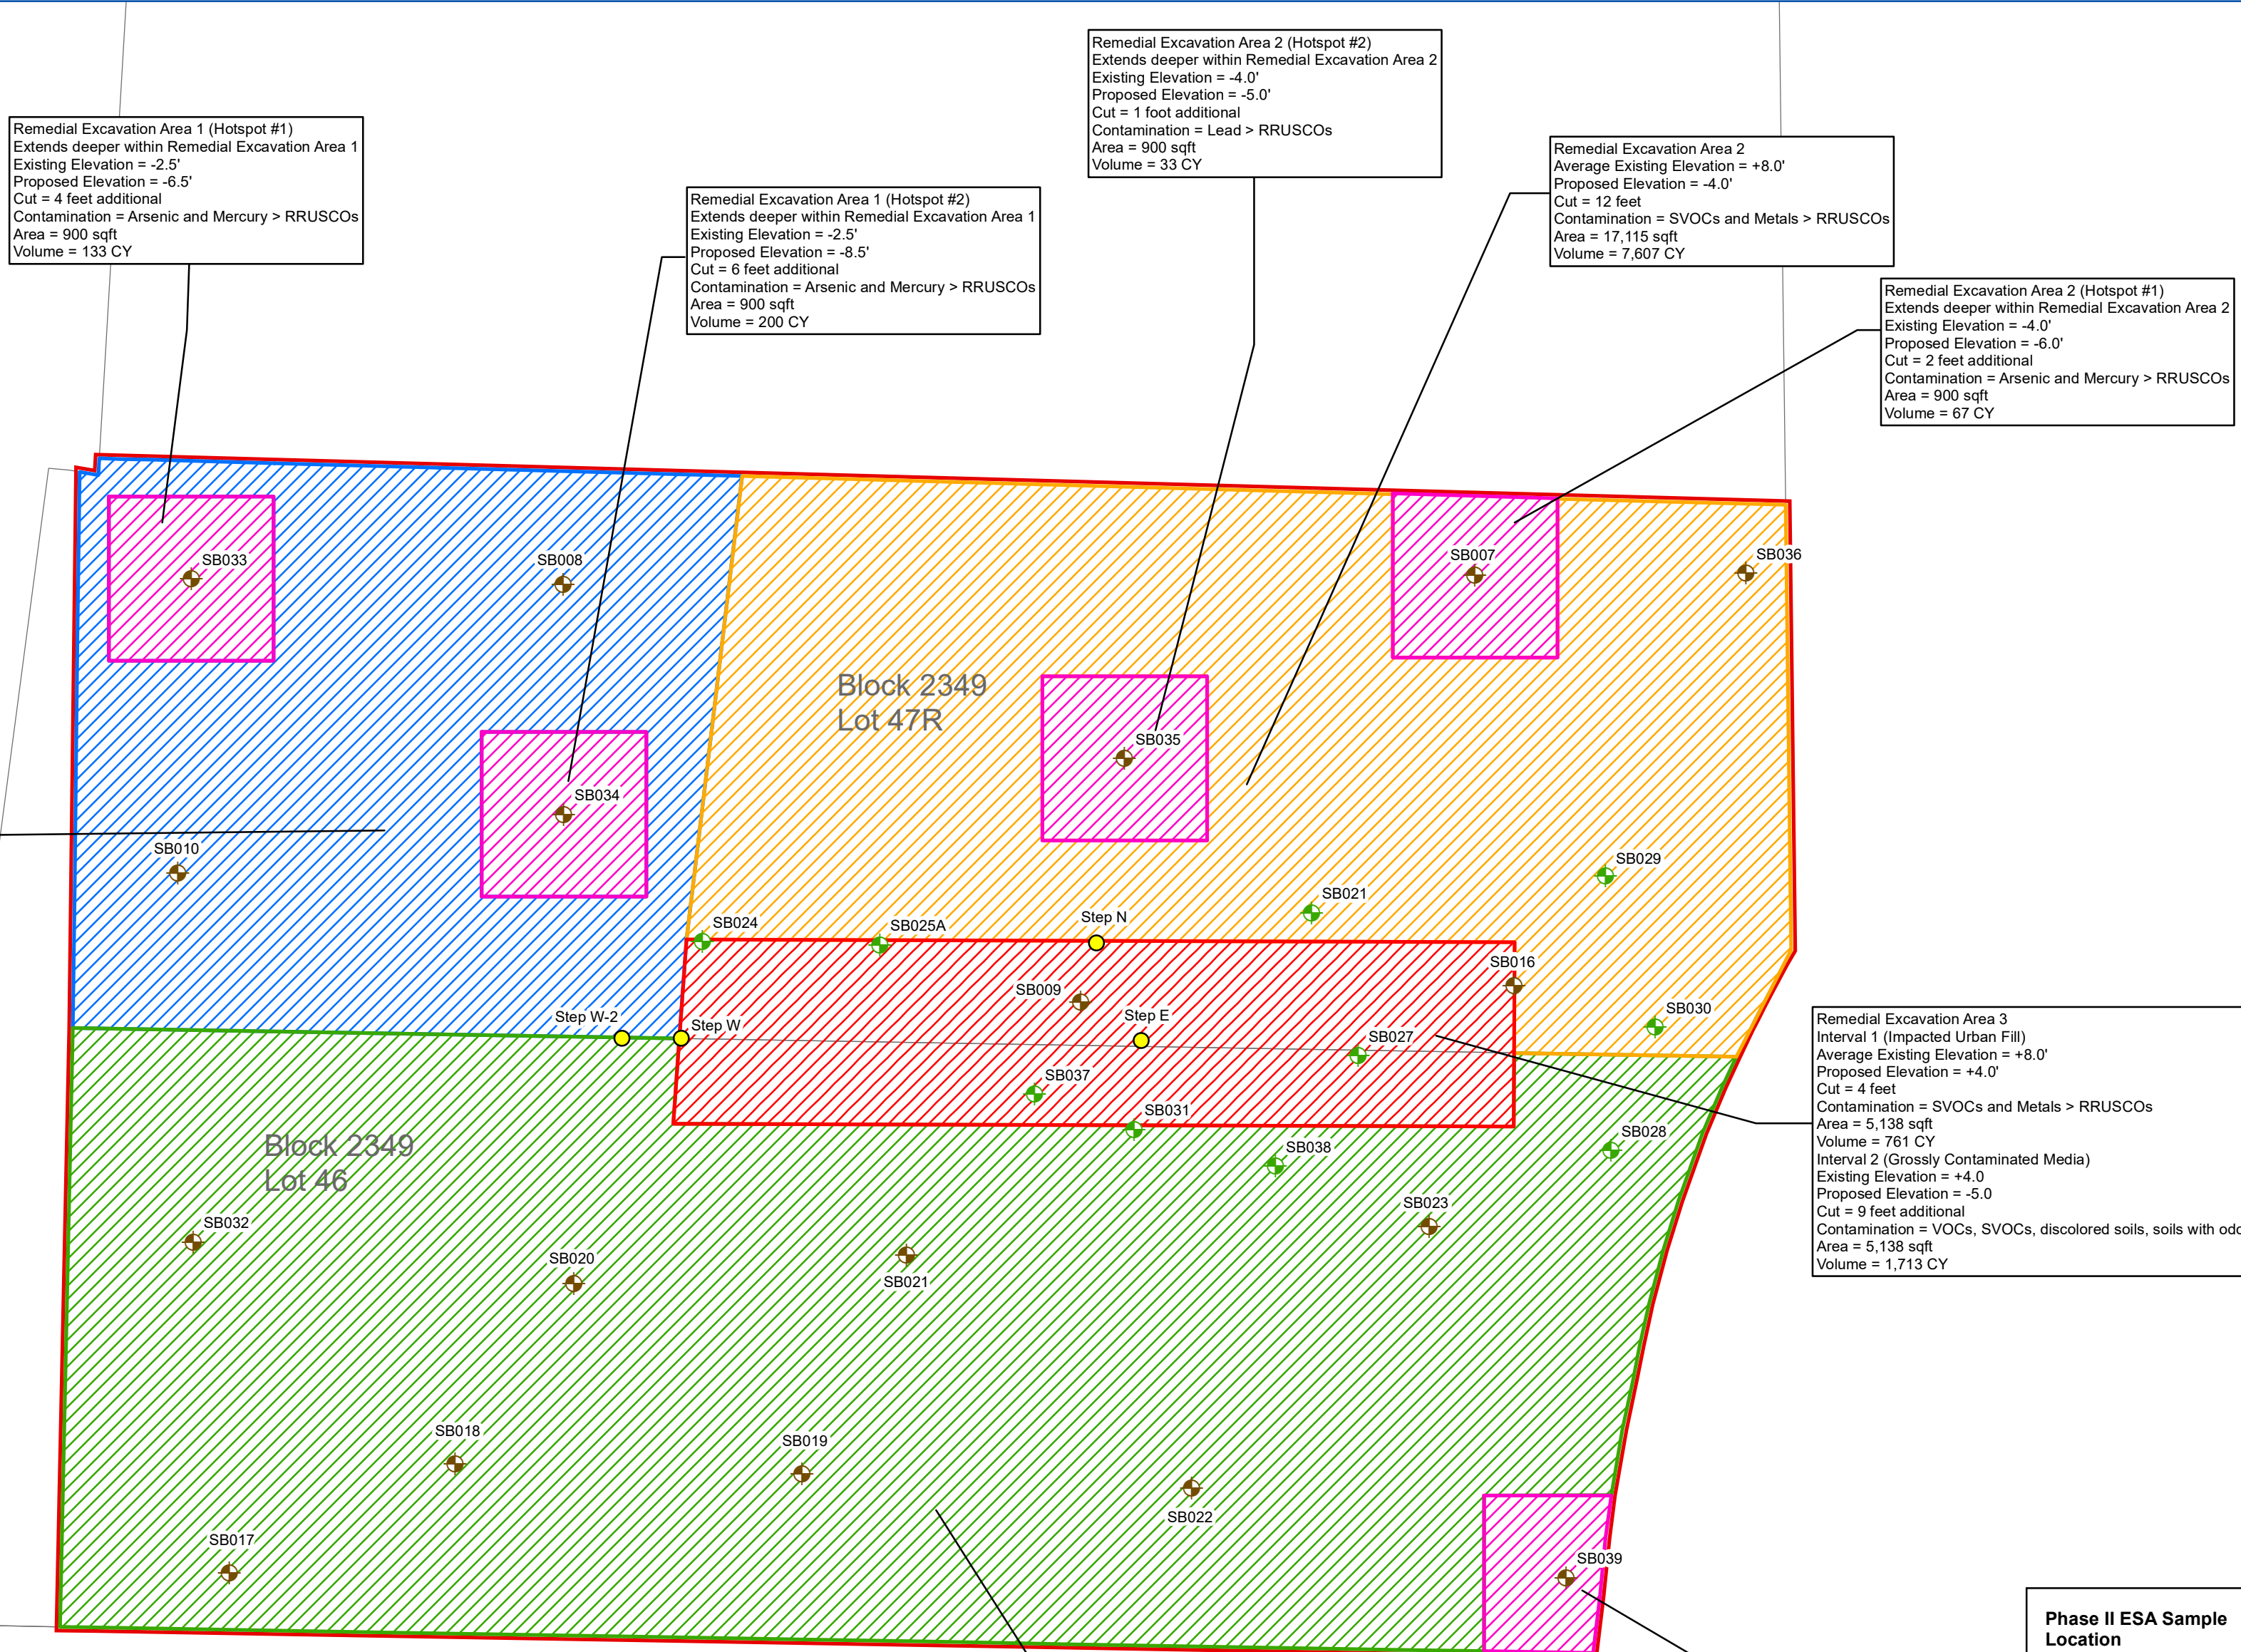 Remedial Excavation Area 2 (Hotspot #2)
Extends deeper within Remedial Excavation Area 2
Existing Elevation = -4.0'
Proposed Elevation = -5.0'
Cut = 1 foot additional
Contamination = Lead > RRUSCOs
Area = 900 sqft
Volume = 33 CY
Remedial Excavation Area 1 (Hotspot #1)
Extends deeper within Remedial Excavation Area 1
Existing Elevation = -2.5'
Proposed Elevation = -6.5'
Cut = 4 feet additional
Contamination = Arsenic and Mercury > RRUSCOs
Area = 900 sqft
Volume = 133 CY
Remedial Excavation Area 2
Average Existing Elevation = +8.0'
Proposed Elevation = -4.0'
Cut = 12 feet
Contamination = SVOCs and Metals > RRUSCOs
Area = 17,115 sqft
Volume = 7,607 CY
Remedial Excavation Area 1 (Hotspot #2)
Extends deeper within Remedial Excavation Area 1
Existing Elevation = -2.5'
Proposed Elevation = -8.5'
Cut = 6 feet additional
Contamination = Arsenic and Mercury > RRUSCOs
Area = 900 sqft
Volume = 200 CY
Remedial Excavation Area 2 (Hotspot #1)
Extends deeper within Remedial Excavation Area 2
Existing Elevation = -4.0'
Proposed Elevation = -6.0'
Cut = 2 feet additional
Contamination = Arsenic and Mercury > RRUSCOs
Area = 900 sqft
Volume = 67 CY
SB033
SB008
SB007
SB036
Block 2349
Lot 47R
SB035
SB034
SB010
SB029
SB021
SB024
SB025A
Step N
SB016
SB009
SB030
Step W-2
Step W
Step E
SB027
SB037
SB031
SB038
SB028
Remedial Excavation Area 3
Interval 1 (Impacted Urban Fill)
Average Existing Elevation = +8.0'
Proposed Elevation = +4.0'
Cut = 4 feet
Contamination = SVOCs and Metals > RRUSCOs
Area = 5,138 sqft
Volume = 761 CY
Interval 2 (Grossly Contaminated Media)
Existing Elevation = +4.0
Proposed Elevation = -5.0
Cut = 9 feet additional
Contamination = VOCs, SVOCs, discolored soils, soils with
Area = 5,138 sqft
Volume = 1,713 CY
Block 2349
Lot 46
SB032
SB023
SB020
SB021
SB018
SB019
SB022
SB017
SB039
Phase II ESA Sample
Location